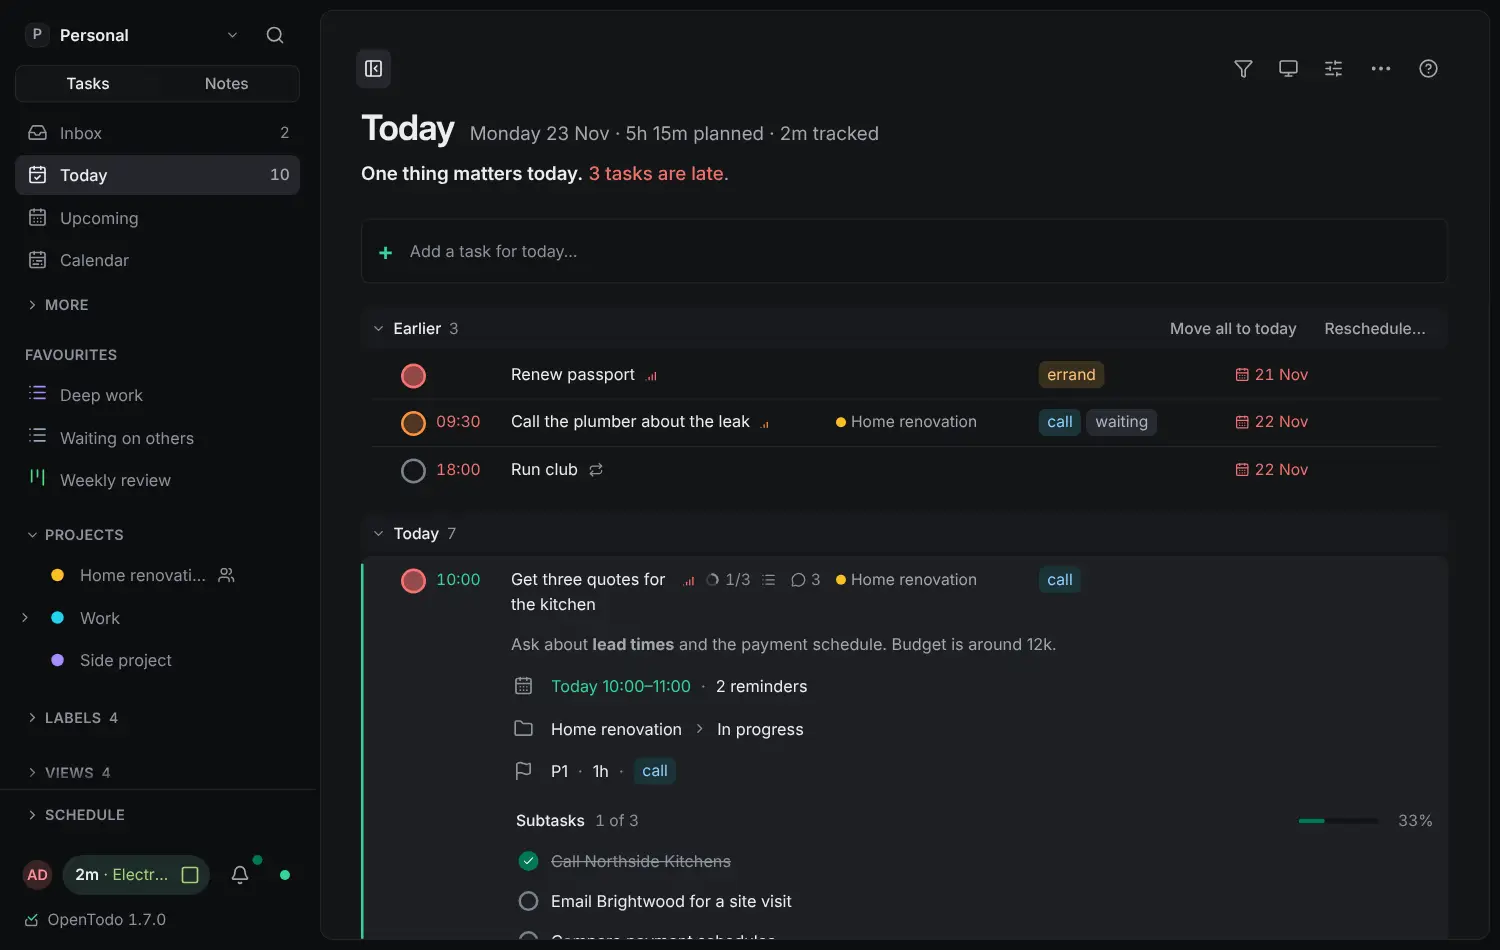 P Personal
Tasks Notes
Inbox 2
Today 10
Upcoming
Calendar
MORE
FAVOURITES
Deep work
Waiting on others
Weekly review
PROJECTS
Home renovati...
Work
Side project
LABELS 4
VIEWS 4
SCHEDULE
AD 2m · Electr...
OpenTodo 1.7.0
Today Monday 23 Nov · 5h 15m planned · 2m tracked
One thing matters today. 3 tasks are late.
+ Add a task for today...
Earlier 3 Move all to today Reschedule...
Renew passport errand 21 Nov
09:30 Call the plumber about the leak Home renovation call waiting 22 Nov
18:00 Run club 22 Nov
Today 7
10:00 Get three quotes for 1/3 3 Home renovation call
the kitchen
Ask about lead times and the payment schedule. Budget is around 12k.
Today 10:00–11:00 · 2 reminders
Home renovation > In progress
P1 · 1h · call
Subtasks 1 of 3 33%
Call Northside Kitchens
Email Brightwood for a site visit
Compare payment schedules